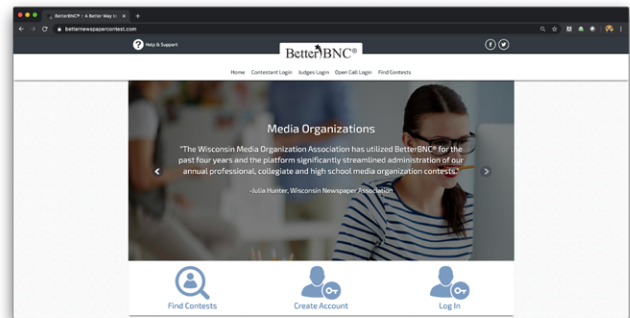 BetterBNC® : A Better Way to
betternewspapercontest.com
Help & Support
BetterBNC®
Home Contestant Login Judges Login Open Call Login Find Contests
Media Organizations
"The Wisconsin Media Organization Association has utilized BetterBNC® for the
past four years and the platform significantly streamlined administration of our
annual professional, collegiate and high school media organization contests."
-Julia Hunter, Wisconsin Newspaper Association
Find Contests Create Account Log In